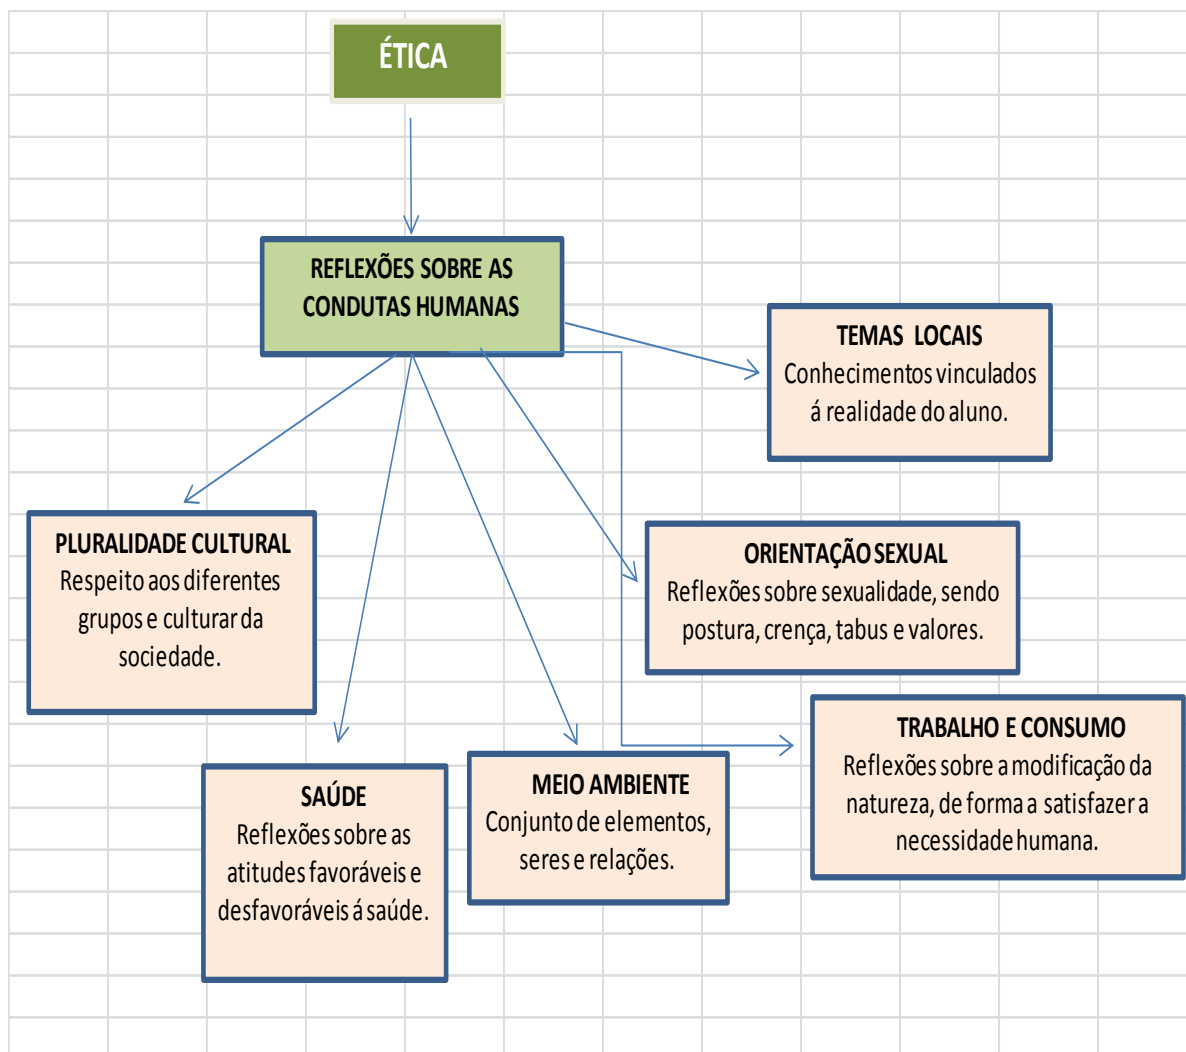 ÉTICA
REFLEXÕES SOBRE AS
CONDUTAS HUMANAS
TEMAS LOCAIS
Conhecimentos vinculados
á realidade do aluno.
PLURALIDADE CULTURAL
Respeito aos diferentes
grupos e culturar da
sociedade.
ORIENTAÇÃO SEXUAL
Reflexões sobre sexualidade, sendo
postura, crença, tabus e valores.
TRABALHO E CONSUMO
Reflexões sobre a modificação da
natureza, de forma a satisfazer a
necessidade humana.
SAÚDE
Reflexões sobre as
atitudes favoráveis e
desfavoráveis á saúde.
MEIO AMBIENTE
Conjunto de elementos,
seres e relações.